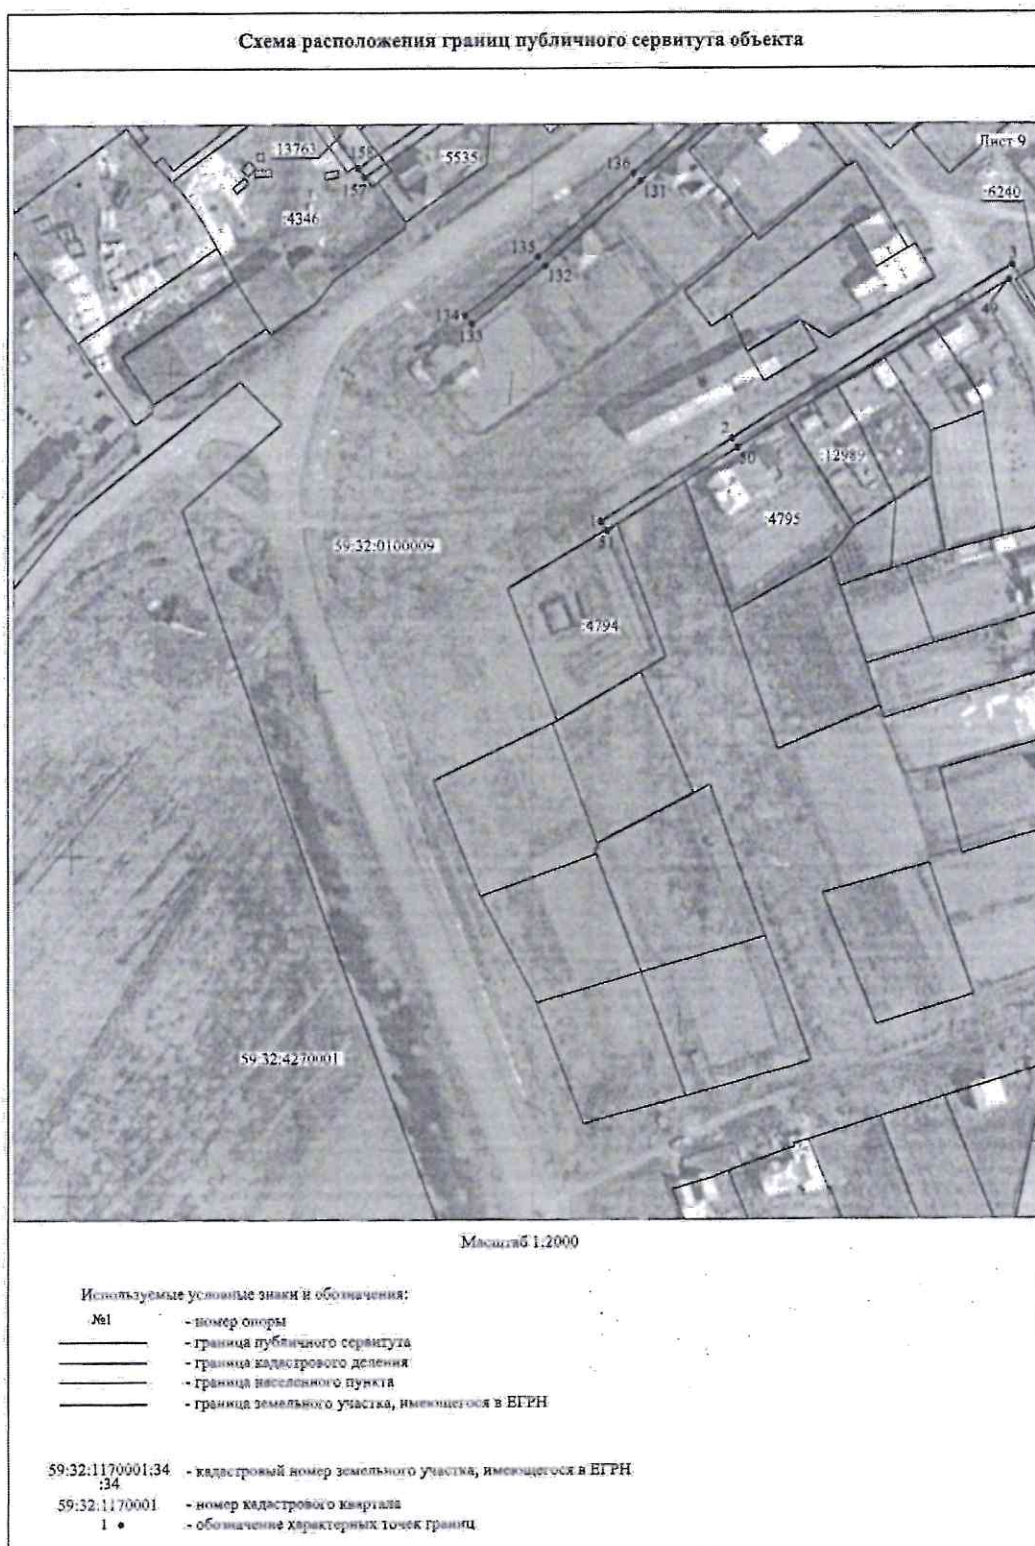 Схема расположения границ публичного сервитута объекта
Лист 9
:13763
158
:5535
136
157
131
:6240
:4346
135
132
3
49
134
133
2
50
:12989
1
:4795
51
59:32:0100009
:4794
59:32:4270001
Масштаб 1:2000
Используемые условные знаки и обозначения:
№1 - номер опоры
- граница публичного сервитута
- граница кадастрового деления
- граница населенного пункта
- граница земельного участка, имеющегося в ЕГРН
59:32:1170001:34 - кадастровый номер земельного участка, имеющегося в ЕГРН
:34
59:32:1170001 - номер кадастрового квартала
1 • - обозначение характерных точек границ